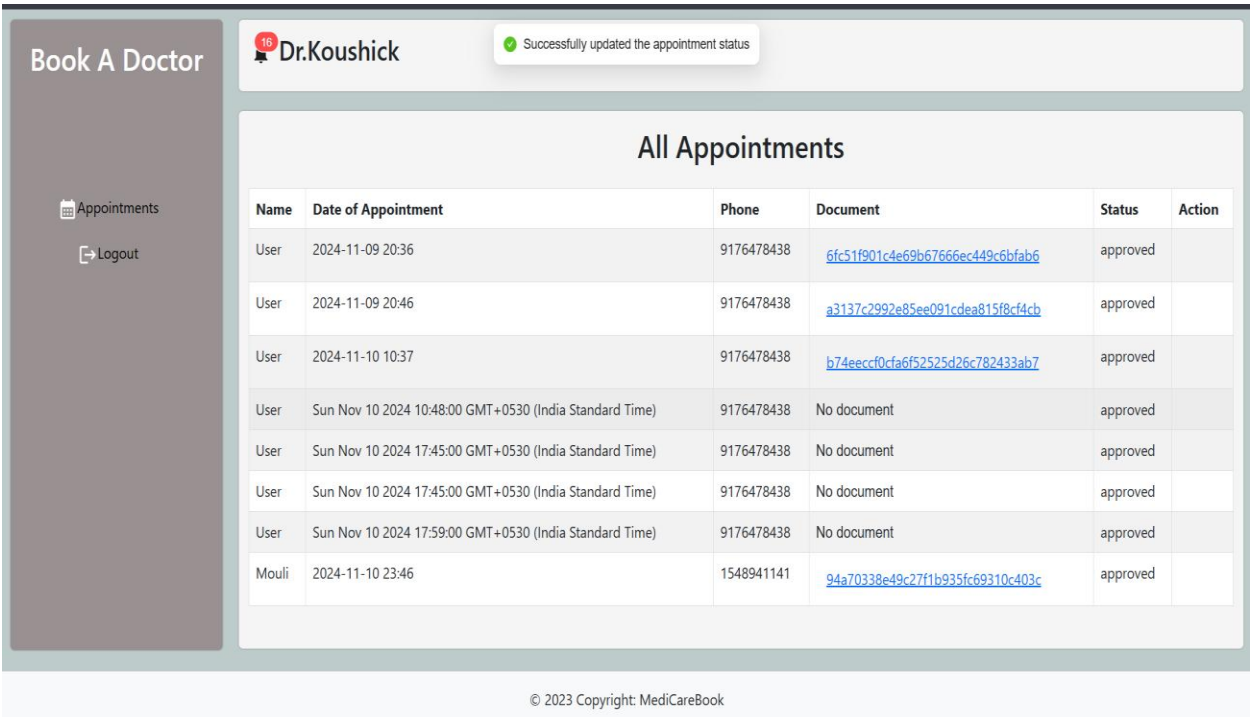 Book A Doctor
16
Dr.Koushick
Successfully updated the appointment status
Appointments
Logout
All Appointments
Name Date of Appointment Phone Document Status Action
User 2024-11-09 20:36 9176478438 6fc51f901c4e69b67666ec449c6bfab6 approved
User 2024-11-09 20:46 9176478438 a3137c2992e85ee091cdea815f8cf4cb approved
User 2024-11-10 10:37 9176478438 b74eeccf0cfa6f52525d26c782433ab7 approved
User Sun Nov 10 2024 10:48:00 GMT+0530 (India Standard Time) 9176478438 No document approved
User Sun Nov 10 2024 17:45:00 GMT+0530 (India Standard Time) 9176478438 No document approved
User Sun Nov 10 2024 17:45:00 GMT+0530 (India Standard Time) 9176478438 No document approved
User Sun Nov 10 2024 17:59:00 GMT+0530 (India Standard Time) 9176478438 No document approved
Mouli 2024-11-10 23:46 1548941141 94a70338e49c27f1b935fc69310c403c approved
© 2023 Copyright: MediCareBook